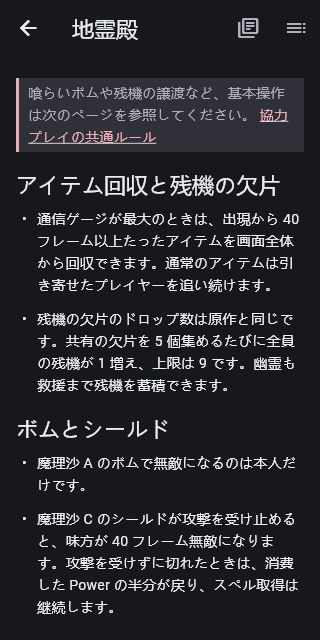 地霊殿
喰らいボムや残機の譲渡など、基本操作
は次のページを参照してください。 協力
プレイの共通ルール
アイテム回収と残機の欠片
・ 通信ゲージが最大のときは、出現から 40
フレーム以上たったアイテムを画面全体
から回収できます。通常のアイテムは引
き寄せたプレイヤーを追い続けます。
・ 残機の欠片のドロップ数は原作と同じで
す。共有の欠片を 5 個集めるたびに全員
の残機が 1 増え、上限は 9 です。幽霊も
救援まで残機を蓄積できます。
ボムとシールド
・ 魔理沙 A のボムで無敵になるのは本人だ
けです。
・ 魔理沙 C のシールドが攻撃を受け止める
と、味方が 40 フレーム無敵になりま
す。攻撃を受けずに切れたときは、消費
した Power の半分が戻り、スペル取得は
継続します。